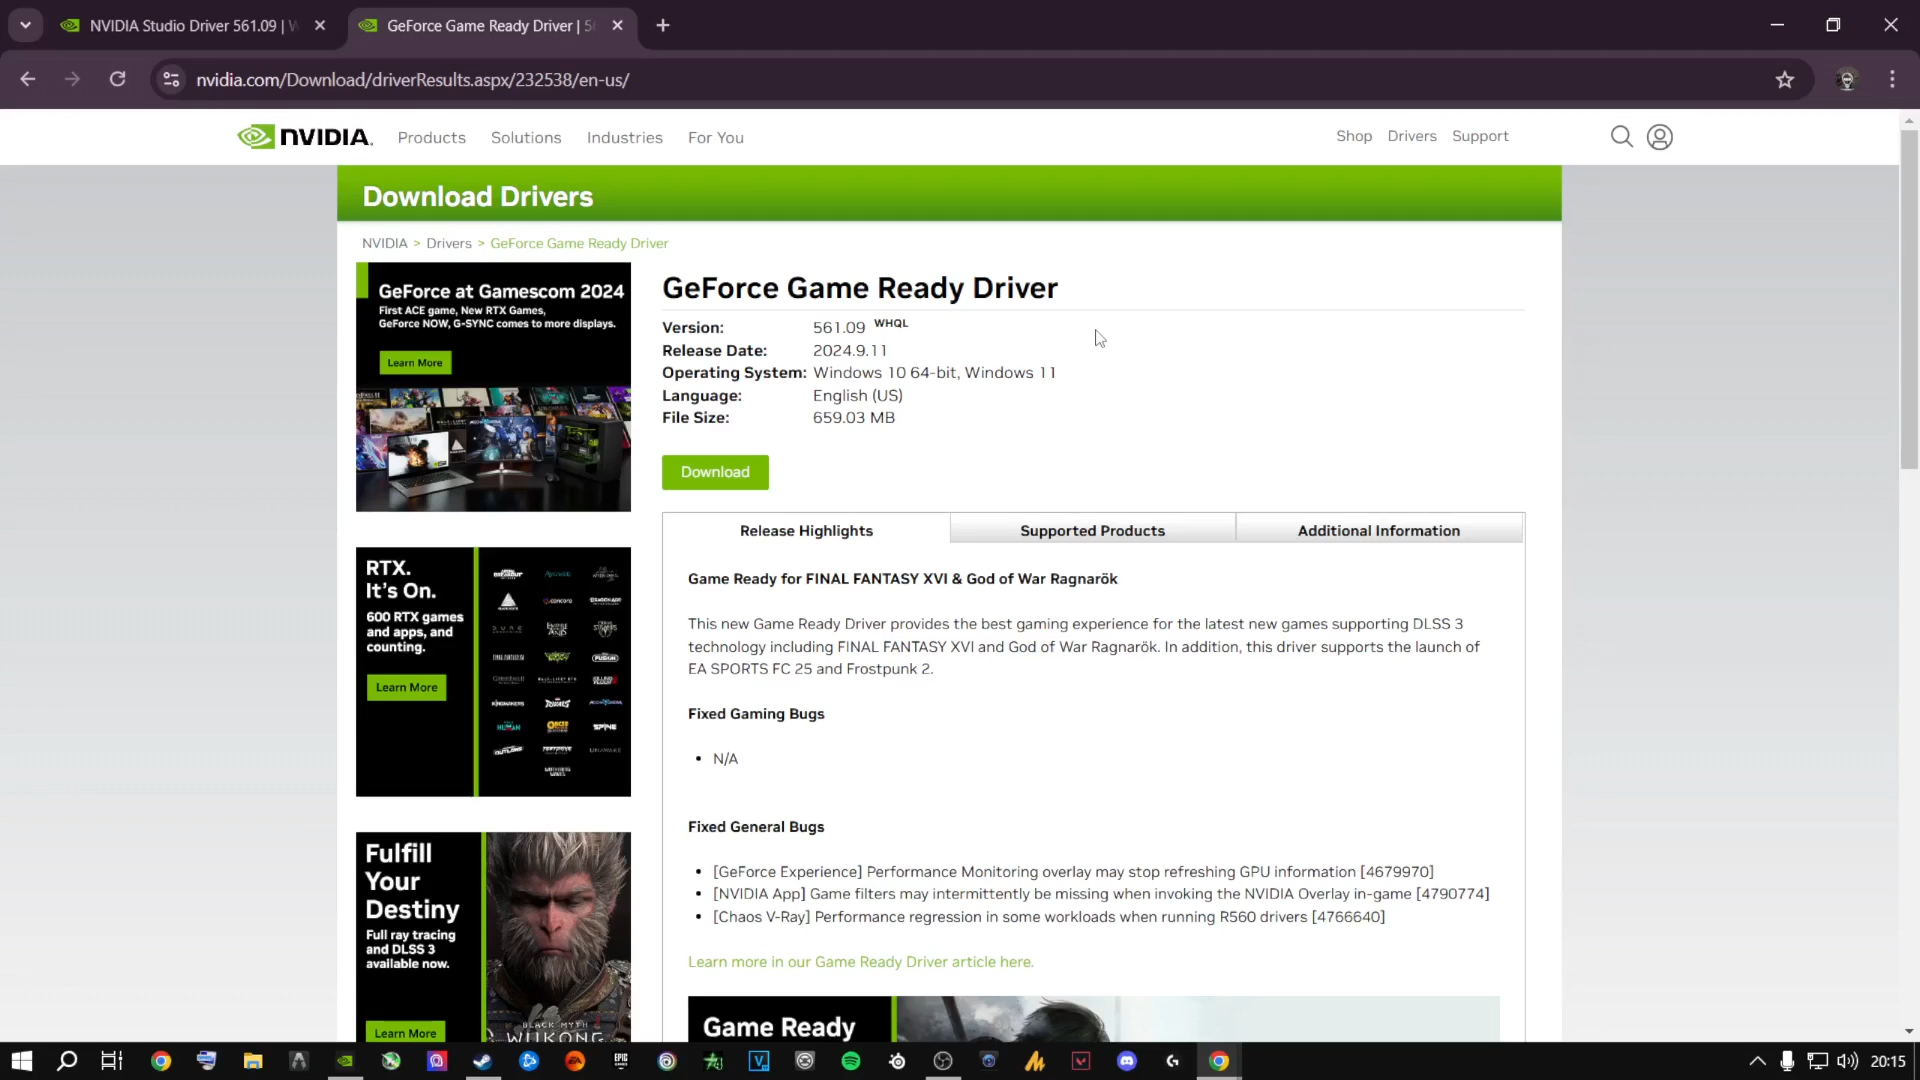 NVIDIA Studio Driver 561.09 | W
GeForce Game Ready Driver | 56
nvidia.com/Download/driverResults.aspx/232538/en-us/
NVIDIA.
Products
Solutions
Industries
For You
Shop
Drivers
Support
Download Drivers
NVIDIA > Drivers > GeForce Game Ready Driver
GeForce at Gamescom 2024
First ACE game, New RTX Games,
GeForce NOW, G-SYNC comes to more displays.
Learn More
GeForce Game Ready Driver
Version: 561.09 WHQL
Release Date: 2024.9.11
Operating System: Windows 10 64-bit, Windows 11
Language: English (US)
File Size: 659.03 MB
Download
Release Highlights
Supported Products
Additional Information
Game Ready for FINAL FANTASY XVI & God of War Ragnarök
This new Game Ready Driver provides the best gaming experience for the latest new games supporting DLSS 3
technology including FINAL FANTASY XVI and God of War Ragnarök. In addition, this driver supports the launch of
EA SPORTS FC 25 and Frostpunk 2.
Fixed Gaming Bugs
• N/A
Fixed General Bugs
• [GeForce Experience] Performance Monitoring overlay may stop refreshing GPU information [4679970]
• [NVIDIA App] Game filters may intermittently be missing when invoking the NVIDIA Overlay in-game [4790774]
• [Chaos V-Ray] Performance regression in some workloads when running R560 drivers [4766640]
Learn more in our Game Ready Driver article here.
Game Ready
RTX.
It's On.
600 RTX games
and apps, and
counting.
Learn More
Fulfill
Your
Destiny
Full ray tracing
and DLSS 3
available now.
Learn More
BLACK MYTH
WUKONG
EPIC
20:15